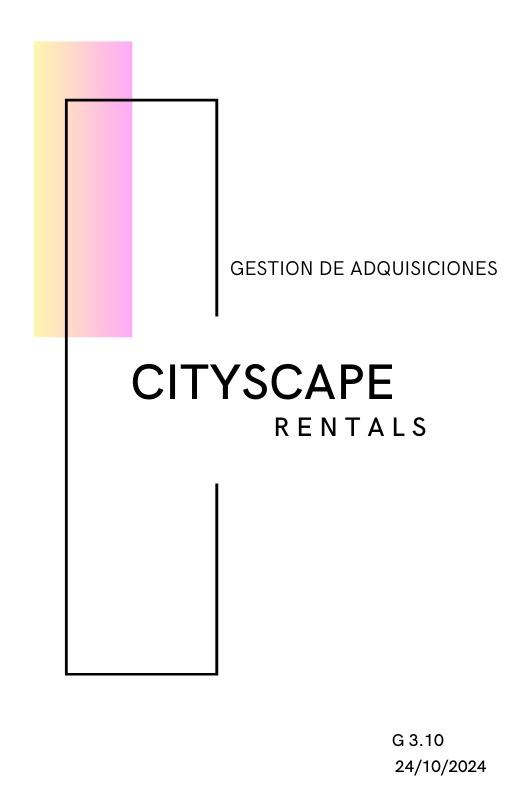 GESTION DE ADQUISICIONES
CITYSCAPE
RENTALS
G 3.10
24/10/2024